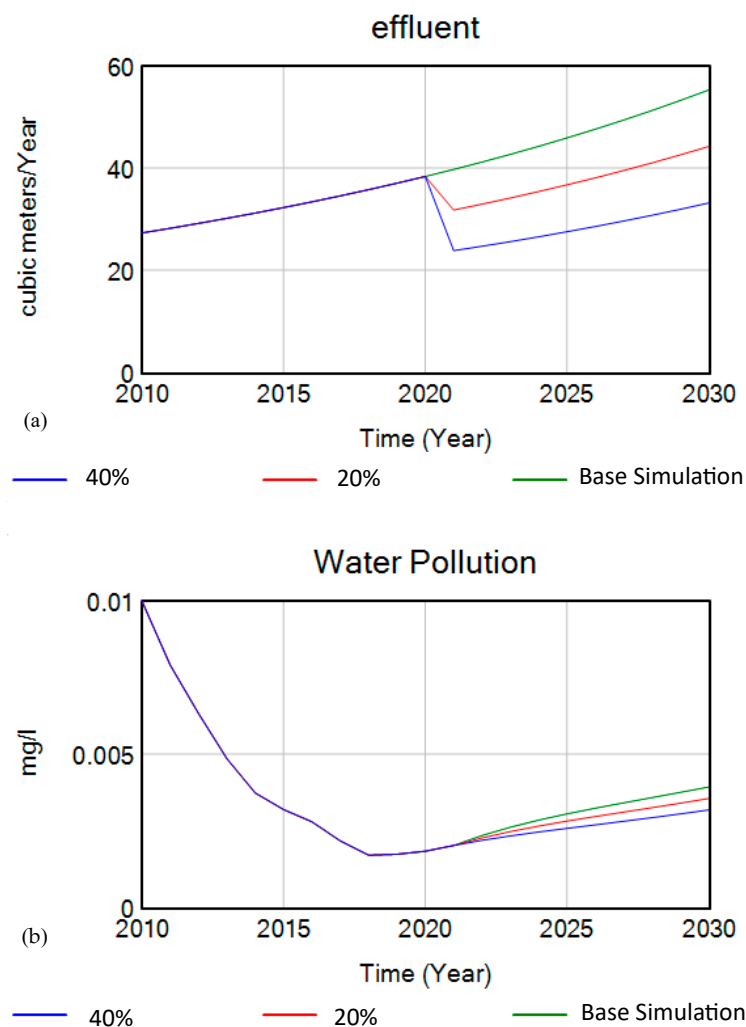 effluent
60
40
20
0
cubic meters/Year
2010 2015 2020 2025 2030
(a)
Time (Year)
40% 20% Base Simulation
Water Pollution
0.01
0.005
0
mg/l
2010 2015 2020 2025 2030
(b)
Time (Year)
40% 20% Base Simulation